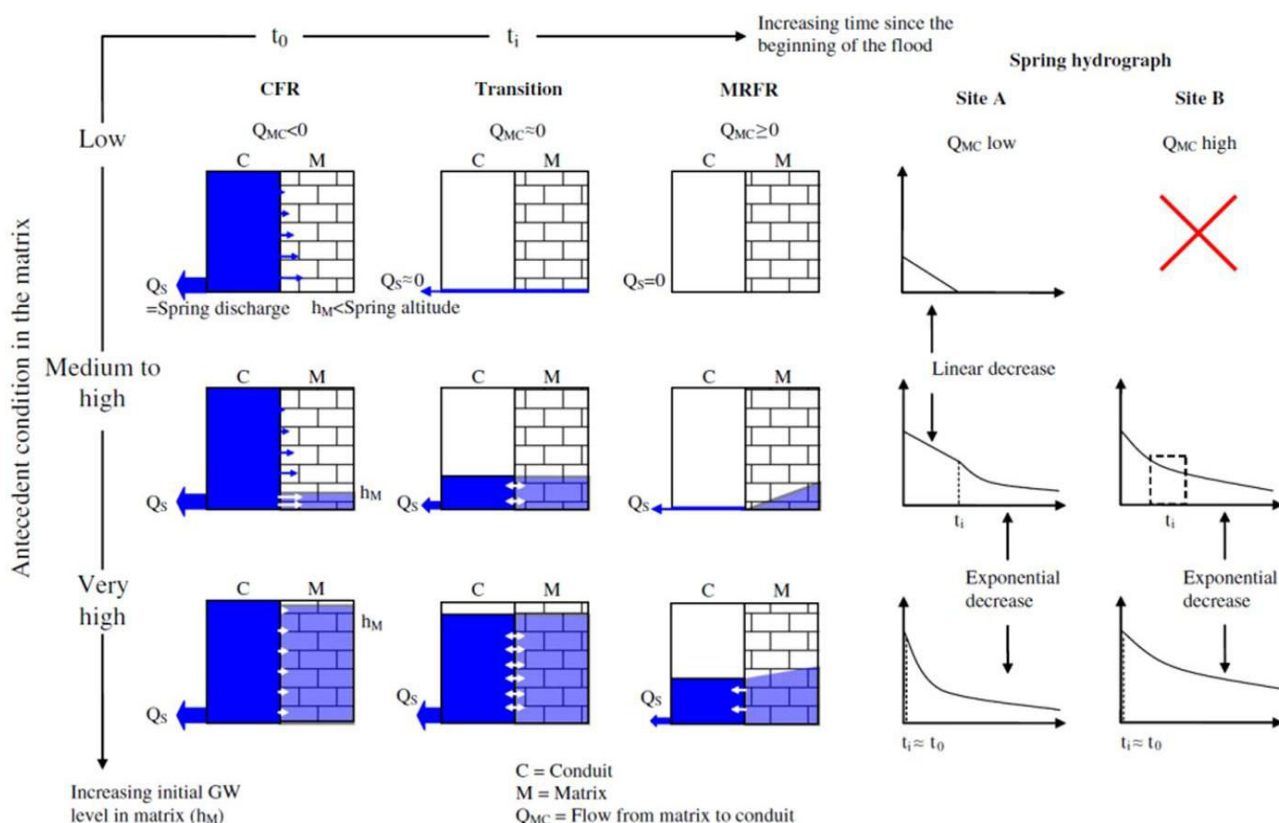 t0
ti
Increasing time since the
beginning of the flood
Spring hydrograph
CFR
Transition
MRFR
Site A
Site B
Low
QMC<0
QMC≈0
QMC≥0
QMC low
QMC high
C M
C M
C M
QS
=Spring discharge
QS≈0
hM<Spring altitude
QS=0
Antecedent condition in the matrix
Medium to
high
C M
C M
C M
Linear decrease
QS
hM
QS
QS
ti
ti
Very
high
C M
C M
C M
Exponential
decrease
Exponential
decrease
hM
QS
QS
QS
ti≈ t0
ti≈ t0
Increasing initial GW
level in matrix (hM)
C = Conduit
M = Matrix
QMC = Flow from matrix to conduit